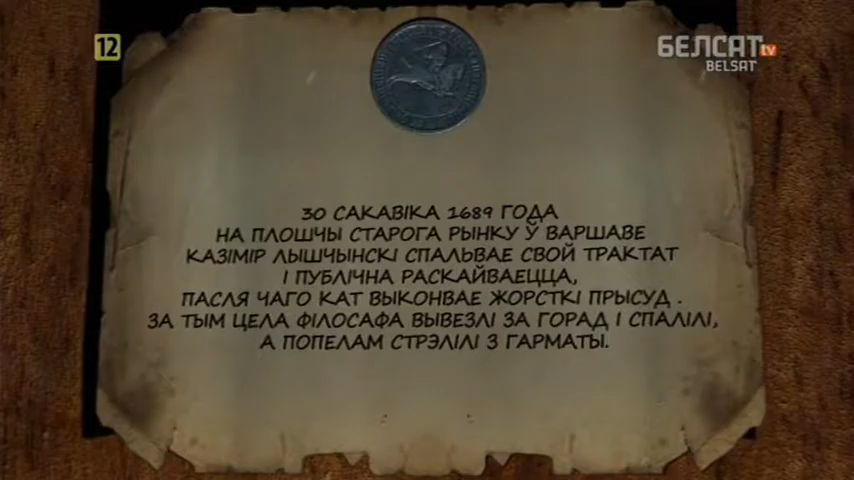 12
БЕЛСАТ tv
BELSAT
30 САКАВІКА 1689 ГОДА
НА ПЛОШЧЫ СТАРОГА РЫНКУ Ў ВАРШАВЕ
КАЗІМІР ЛЫШЧЫНСКІ СПАЛЬВАЕ СВОЙ ТРАКТАТ
І ПУБЛІЧНА РАСКАЙВАЕЦЦА,
ПАСЛЯ ЧАГО КАТ ВЫКОНВАЕ ЖОРСТКІ ПРЫСУД .
ЗА ТЫМ ЦЕЛА ФІЛОСАФА ВЫВЕЗЛІ ЗА ГОРАД І СПАЛІЛІ,
А ПОПЕЛАМ СТРЭЛІЛІ З ГАРМАТЫ.